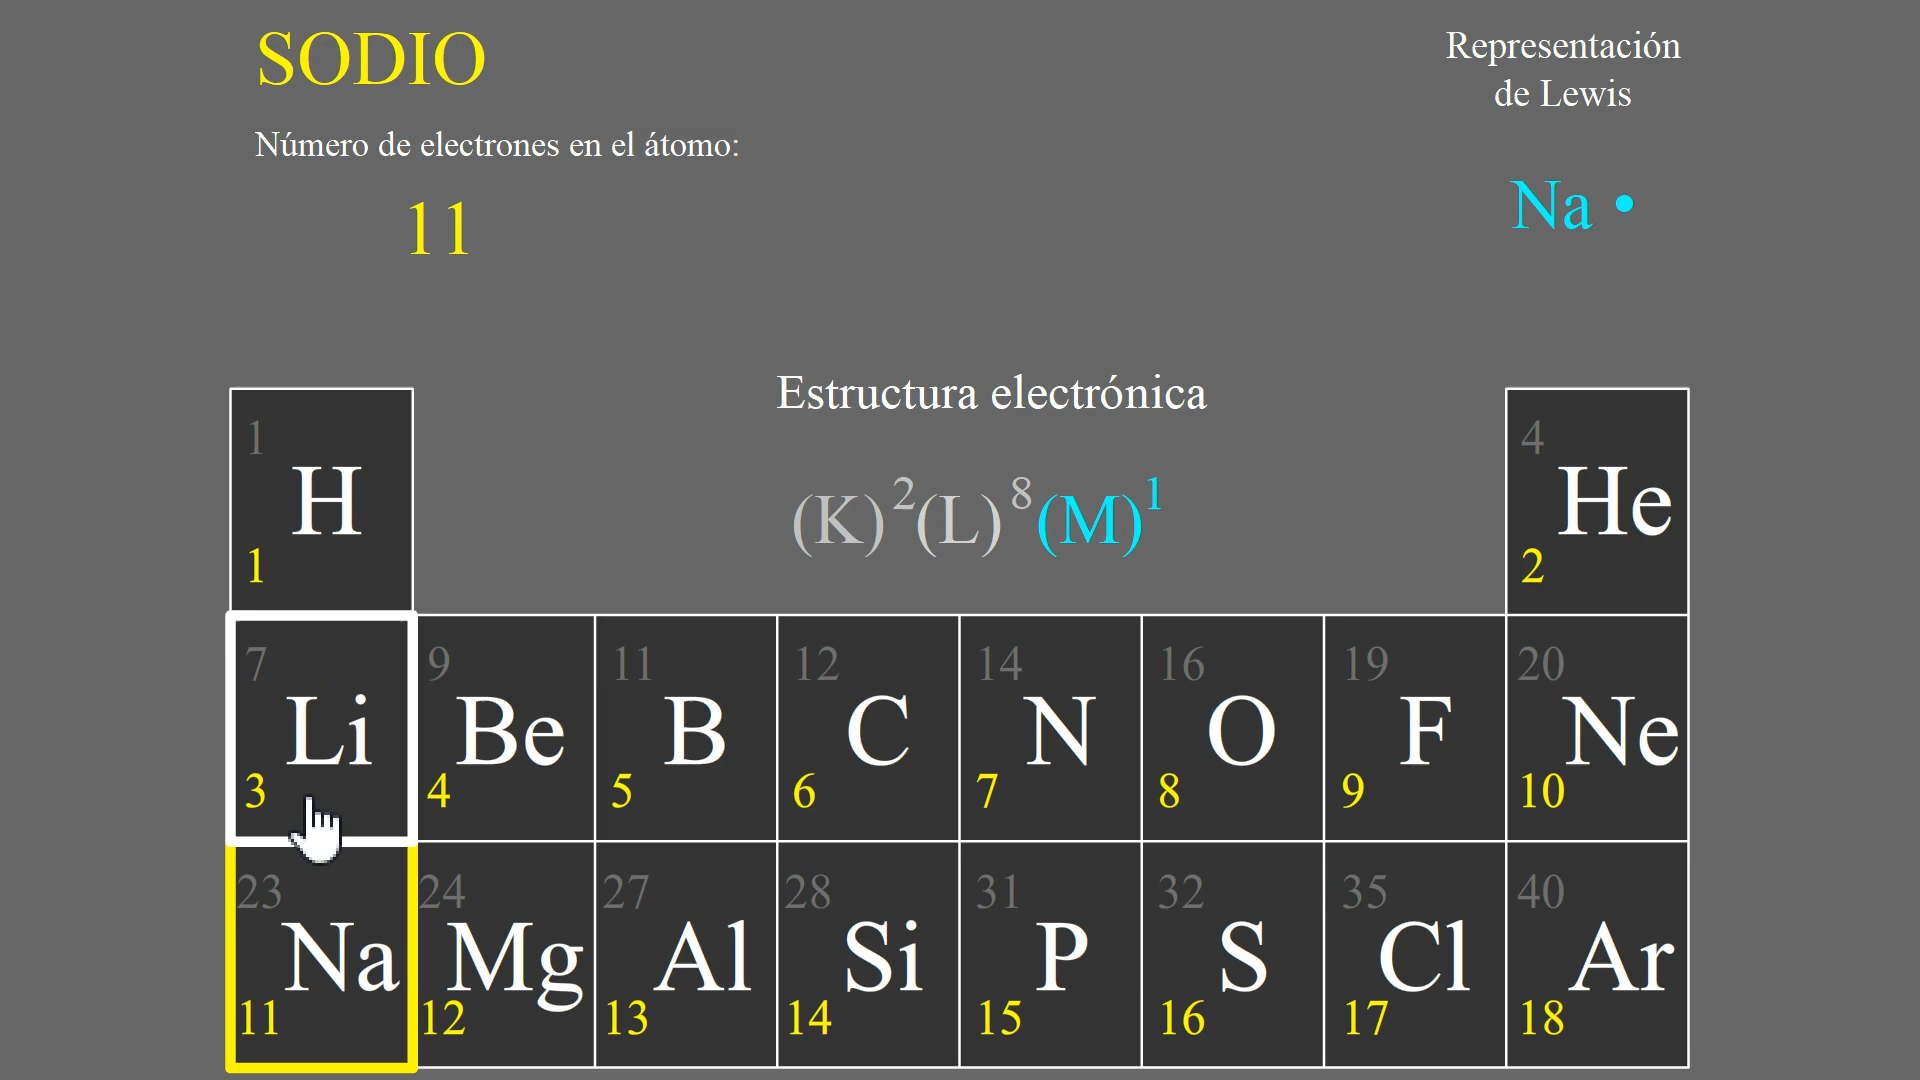 SODIO
Número de electrones en el átomo:
11
Representación
de Lewis
Na •
Estructura electrónica
(K)² (L)⁸ (M)¹
1 H 1
4 He 2
7 Li 3
9 Be 4
11 B 5
12 C 6
14 N 7
16 O 8
19 F 9
20 Ne 10
23 Na 11
24 Mg 12
27 Al 13
28 Si 14
31 P 15
32 S 16
35 Cl 17
40 Ar 18